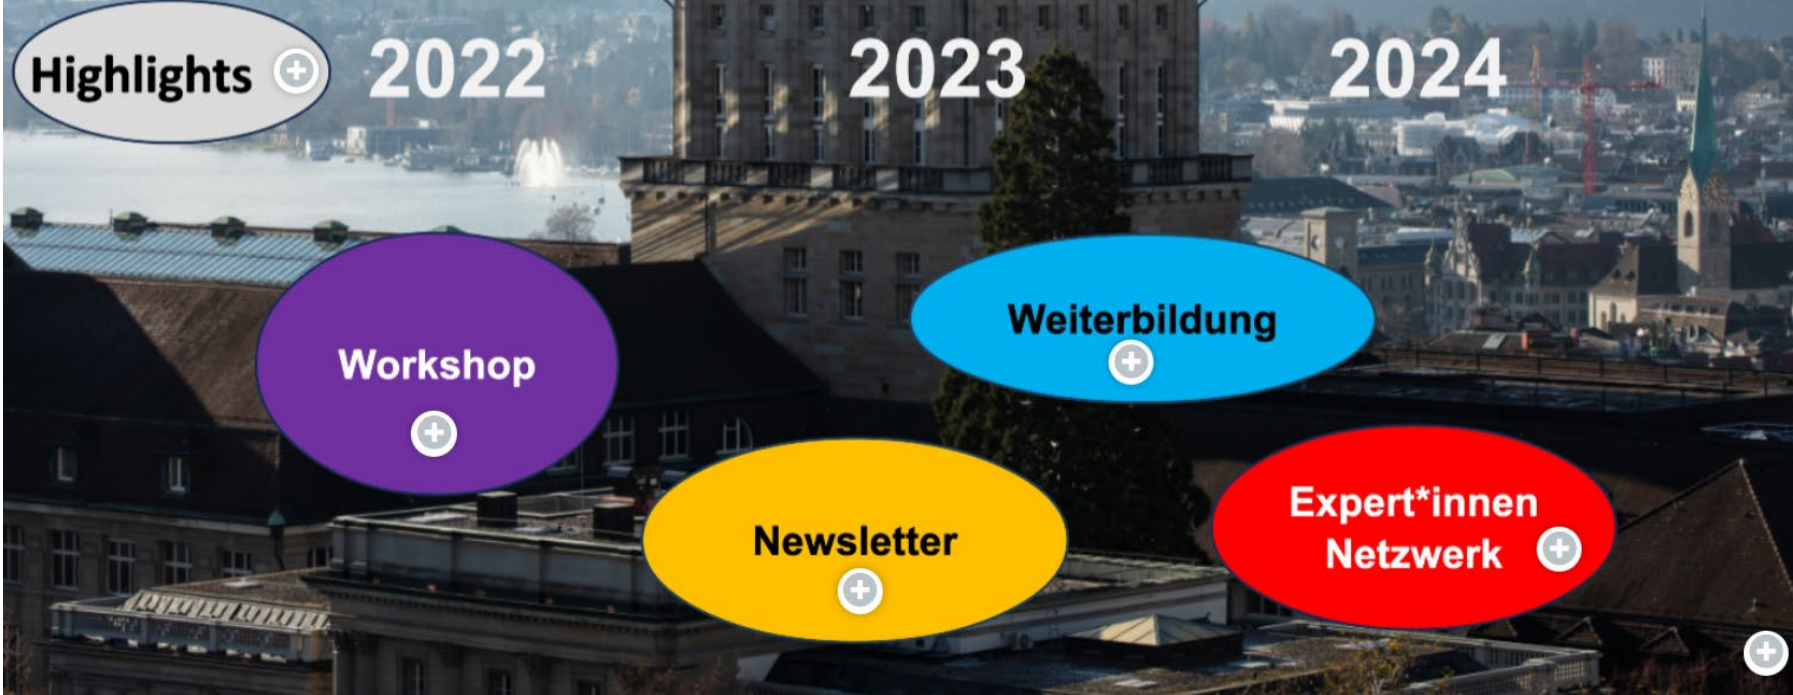 Highlights
2022
2023
2024
Workshop
Weiterbildung
Newsletter
Expert*innen
Netzwerk